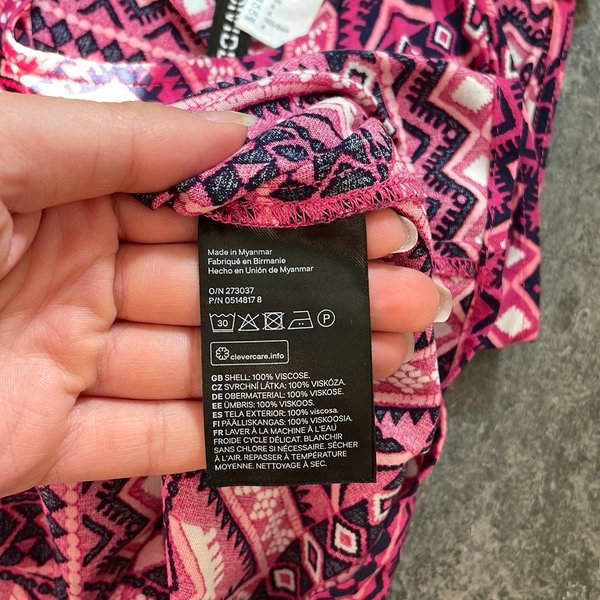 DIVIDED
Made in Myanmar
Fabriqué en Birmanie
Hecho en Unión de Myanmar
O/N 273037
P/N 0514817 8
30 P
clevercare.info
GB SHELL: 100% VISCOSE.
CZ SVRCHNÍ LÁTKA: 100% VISKÓZA.
DE OBERMATERIAL: 100% VISKOSE.
EE ÜMBRIS: 100% VISKOOS.
ES TELA EXTERIOR: 100% viscosa.
FI PÄÄLLISKANGAS: 100% VISKOOSIA
FR LAVER À LA MACHINE À L'EAU
FROIDE CYCLE DÉLICAT. BLANCHIR
SANS CHLORE SI NÉCESSAIRE. SÉCHER
À L'AIR. REPASSER À TEMPÉRATURE
MOYENNE. NETTOYAGE À SEC.